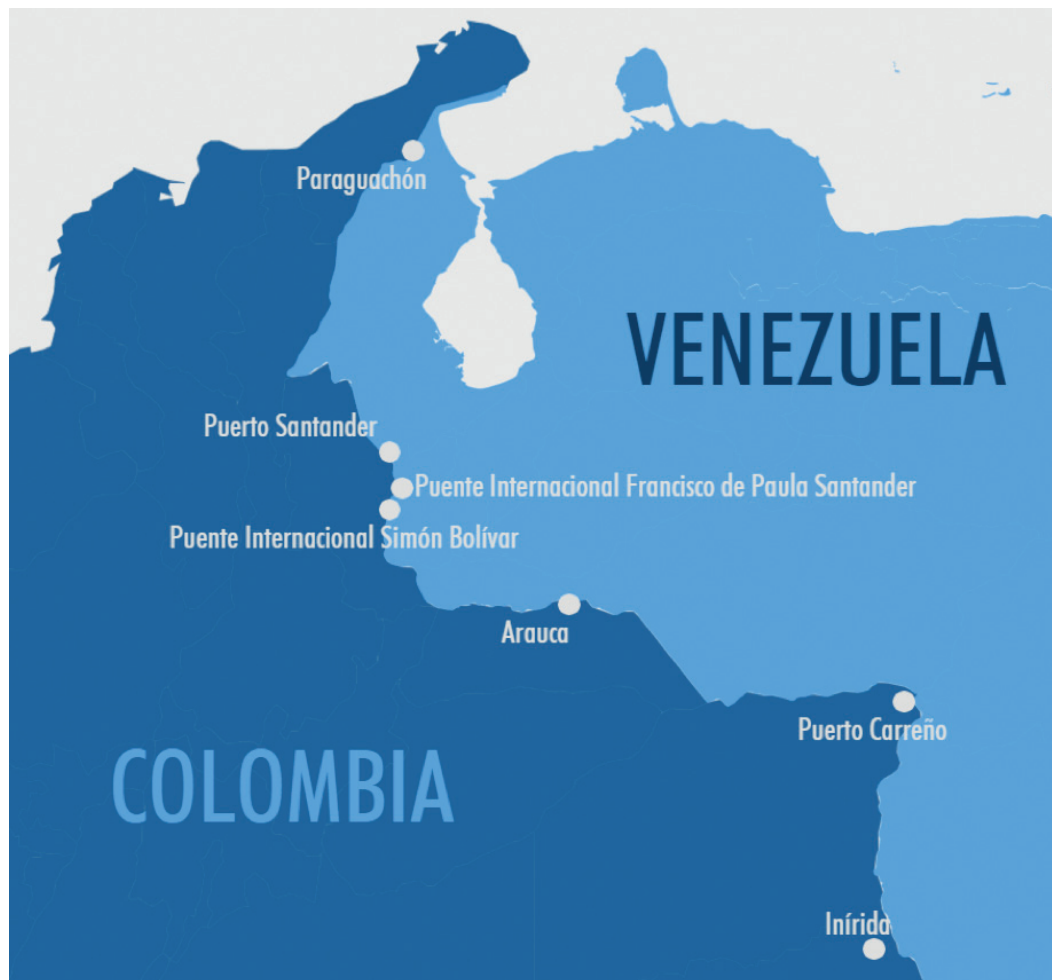 Paraguachón
VENEZUELA
Puerto Santander
Puente Internacional Francisco de Paula Santander
Puente Internacional Simón Bolívar
Arauca
Puerto Carreño
COLOMBIA
Inírida